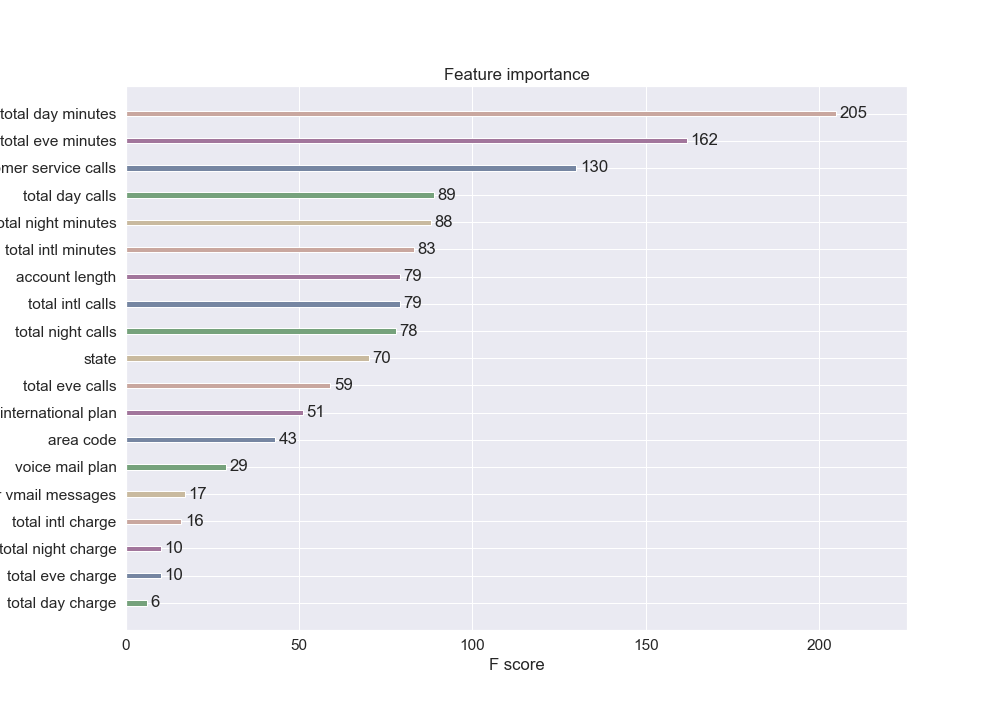 Feature importance
total day minutes 205
total eve minutes 162
mer service calls 130
total day calls 89
otal night minutes 88
total intl minutes 83
account length 79
total intl calls 79
total night calls 78
state 70
total eve calls 59
international plan 51
area code 43
voice mail plan 29
r vmail messages 17
total intl charge 16
total night charge 10
total eve charge 10
total day charge 6
0 50 100 150 200
F score